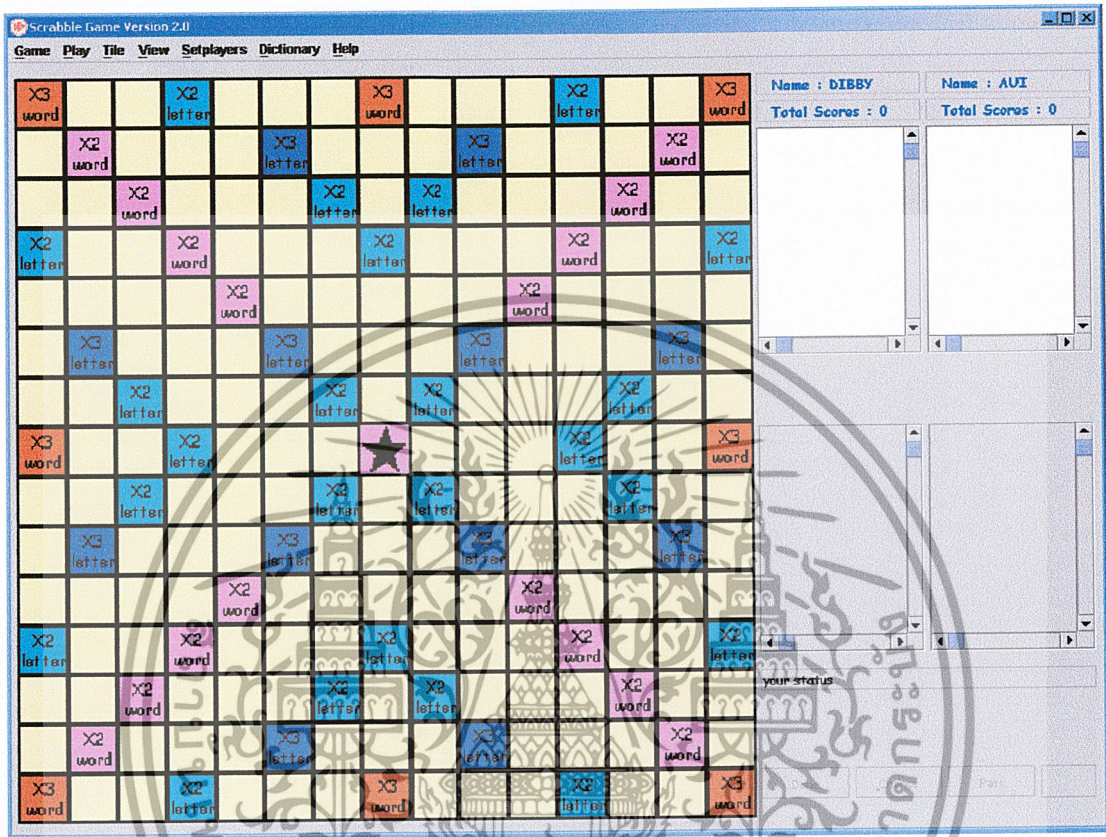 Scrabble Game Version 2.0
Game Play Tile View Setplayers Dictionary Help
X3 X2 X3 X2 X3
word letter word letter word
X2 X3 X3 X2
word letter letter word
X2 X2 X2 X2
word letter letter word
X2 X2 X2 X2 X2
letter word letter word letter
X2 X2
word word
X3 X3 X3 X3
letter letter letter letter
X2 X2 X2 X2
letter letter letter letter
X3 X2 X2 X3
word letter letter word
X2 X2 X2 X2
letter letter letter letter
X3 X3 X3 X3
letter letter letter letter
X2 X2
word word
X2 X2 X2 X2 X2
letter word letter word letter
X2 X2 X2 X2
word letter letter word
X2 X3 X3 X2
word letter letter word
X3 X2 X3 X2 X3
word letter word letter word
Name : DIBBY
Total Scores : 0
Name : AUI
Total Scores : 0
your status